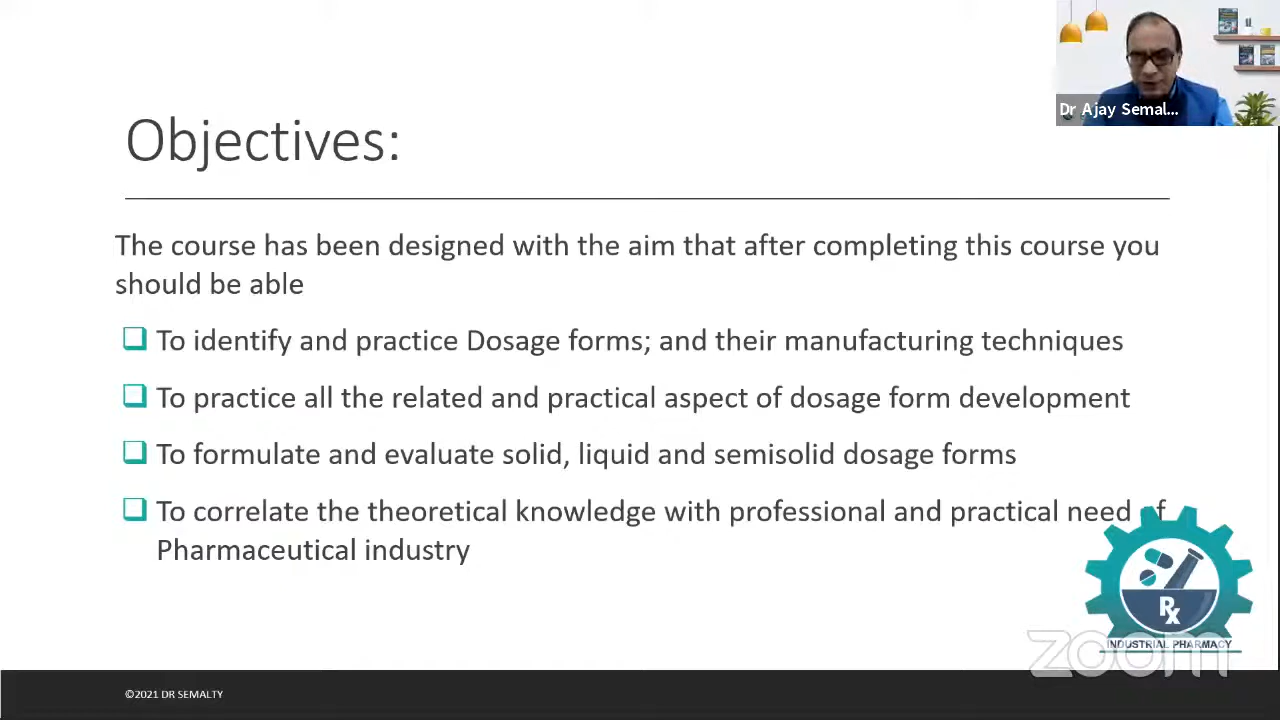 Dr Ajay Semal...
Objectives:
The course has been designed with the aim that after completing this course you
should be able
To identify and practice Dosage forms; and their manufacturing techniques
To practice all the related and practical aspect of dosage form development
To formulate and evaluate solid, liquid and semisolid dosage forms
To correlate the theoretical knowledge with professional and practical need of
Pharmaceutical industry
Rx
INDUSTRIAL PHARMACY
zoom
©2021 DR SEMALTY